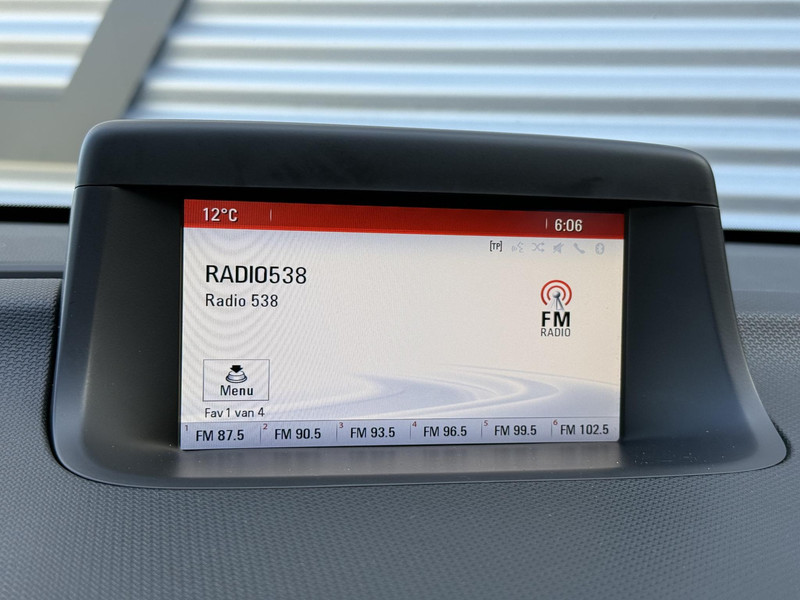 12°C 6:06
[TP]
RADIO538
Radio 538
FM
RADIO
Menu
Fav 1 van 4
1 FM 87.5 2 FM 90.5 3 FM 93.5 4 FM 96.5 5 FM 99.5 6 FM 102.5